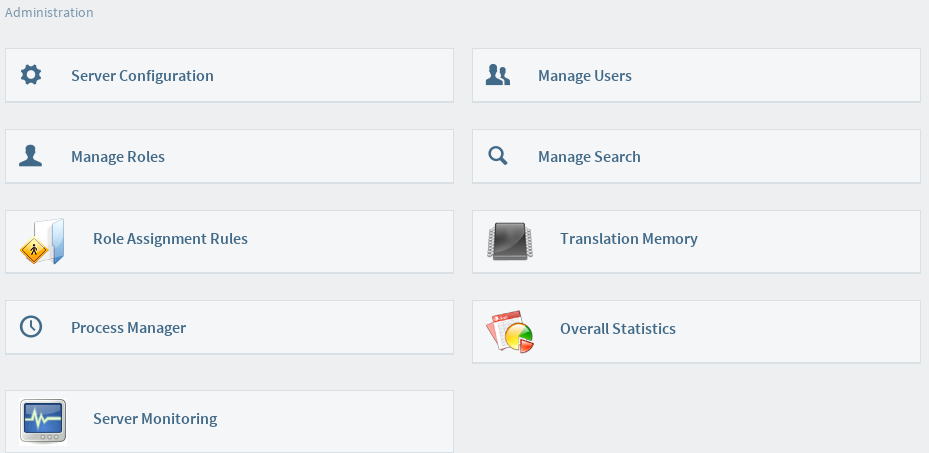 Administration
Server Configuration
Manage Users
Manage Roles
Manage Search
Role Assignment Rules
Translation Memory
Process Manager
Overall Statistics
Server Monitoring